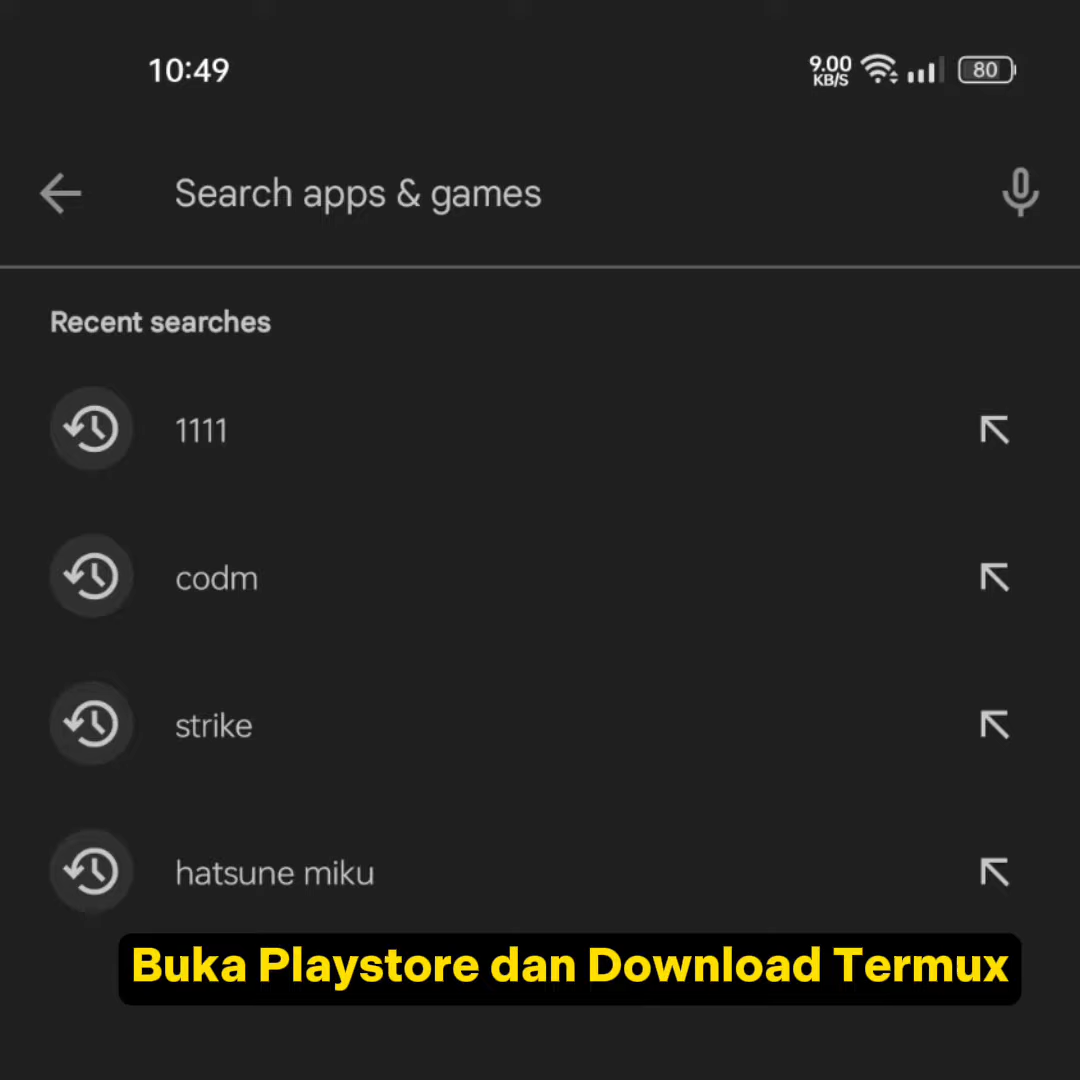 10:49
9.00
KB/S
80
Search apps & games
Recent searches
1111
codm
strike
hatsune miku
Buka Playstore dan Download Termux